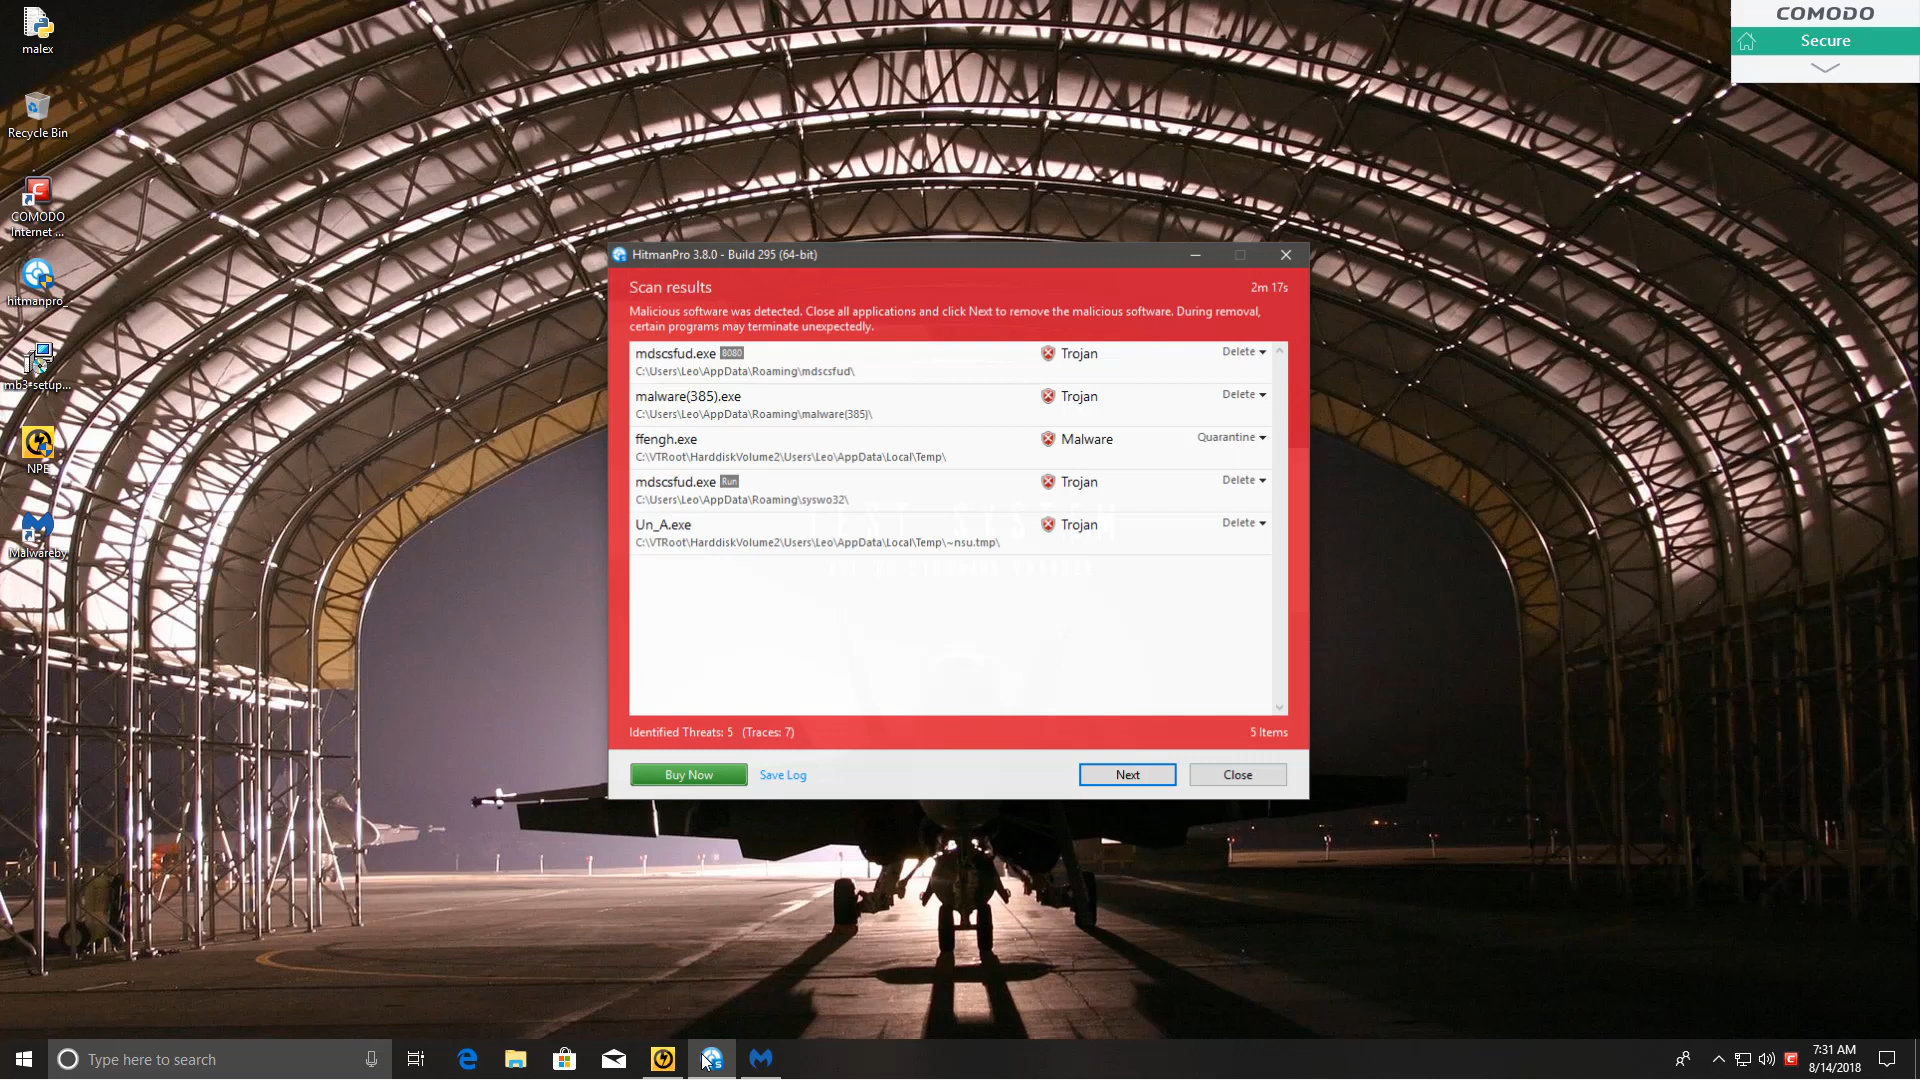 malex
Recycle Bin
COMODO
Internet ...
hitmanpro_
mb3-setup...
NPE
Malwareby
COMODO
Secure
HitmanPro 3.8.0 - Build 295 (64-bit)
Scan results
2m 17s
Malicious software was detected. Close all applications and click Next to remove the malicious software. During removal,
certain programs may terminate unexpectedly.
mdscsfud.exe 8080 Trojan Delete
C:\Users\Leo\AppData\Roaming\mdscsfud\
malware(385).exe Trojan Delete
C:\Users\Leo\AppData\Roaming\malware(385)\
ffengh.exe Malware Quarantine
C:\VTRoot\HarddiskVolume2\Users\Leo\AppData\Local\Temp\
mdscsfud.exe Run Trojan Delete
C:\Users\Leo\AppData\Roaming\syswo32\
Un_A.exe Trojan Delete
C:\VTRoot\HarddiskVolume2\Users\Leo\AppData\Local\Temp\~nsu.tmp\
Identified Threats: 5 (Traces: 7)
5 Items
Buy Now
Save Log
Next
Close
Type here to search
7:31 AM
8/14/2018